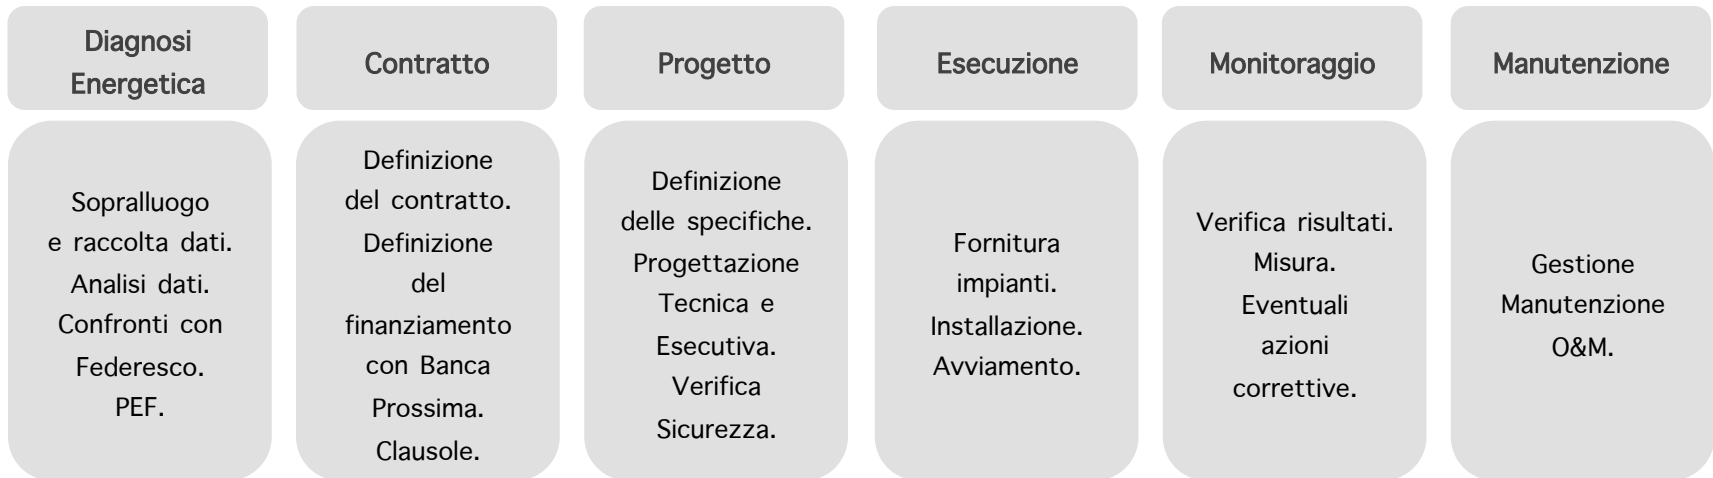 Diagnosi
Energetica
Contratto
Progetto
Esecuzione
Monitoraggio
Manutenzione
Sopralluogo
e raccolta dati.
Analisi dati.
Confronti con
Federesco.
PEF.
Definizione
del contratto.
Definizione
del
finanziamento
con Banca
Prossima.
Clausole.
Definizione
delle specifiche.
Progettazione
Tecnica e
Esecutiva.
Verifica
Sicurezza.
Fornitura
impianti.
Installazione.
Avviamento.
Verifica risultati.
Misura.
Eventuali
azioni
correttive.
Gestione
Manutenzione
O&M.